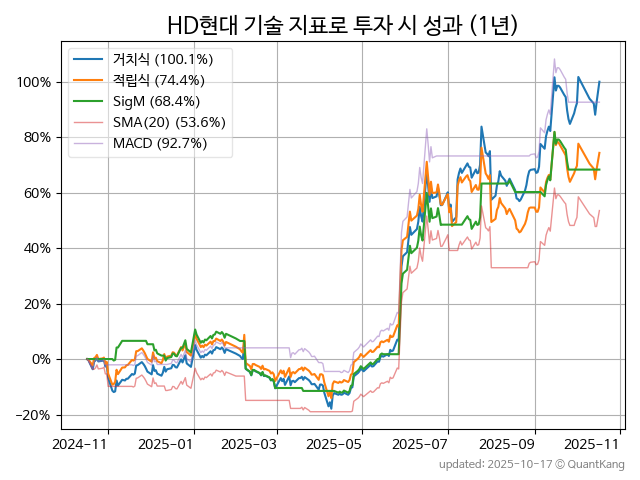 HD현대 기술 지표로 투자 시 성과 (1년)
거치식 (100.1%)
적립식 (74.4%)
SigM (68.4%)
SMA(20) (53.6%)
MACD (92.7%)
100%
80%
60%
40%
20%
0%
−20%
2024−11 2025−01 2025−03 2025−05 2025−07 2025−09 2025−11
updated: 2025-10-17 © QuantKang